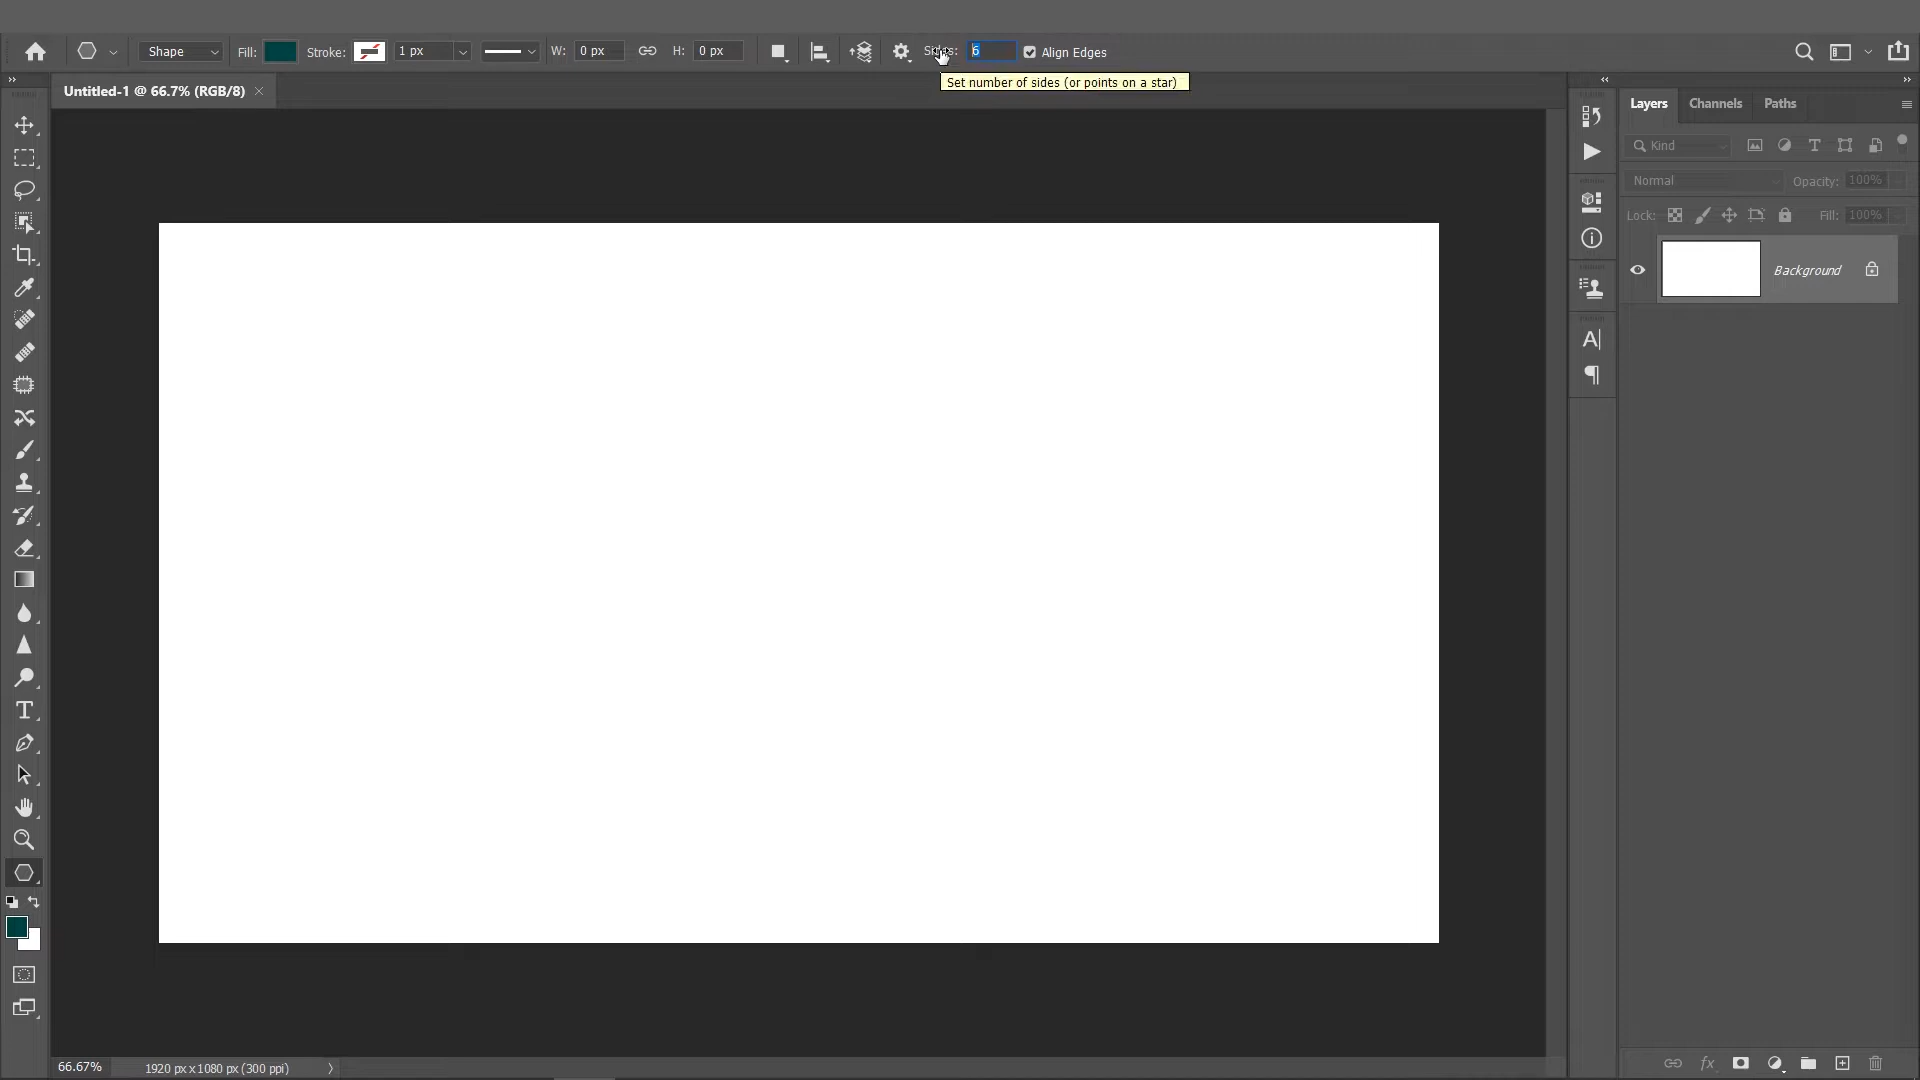 Shape Fill: Stroke: 1 px W: 0 px H: 0 px Sides: 6 Align Edges
Set number of sides (or points on a star)
Untitled-1 @ 66.7% (RGB/8)
Layers Channels Paths
Kind
Normal Opacity: 100%
Lock: Fill: 100%
Background
66.67% 1920 px x 1080 px (300 ppi)